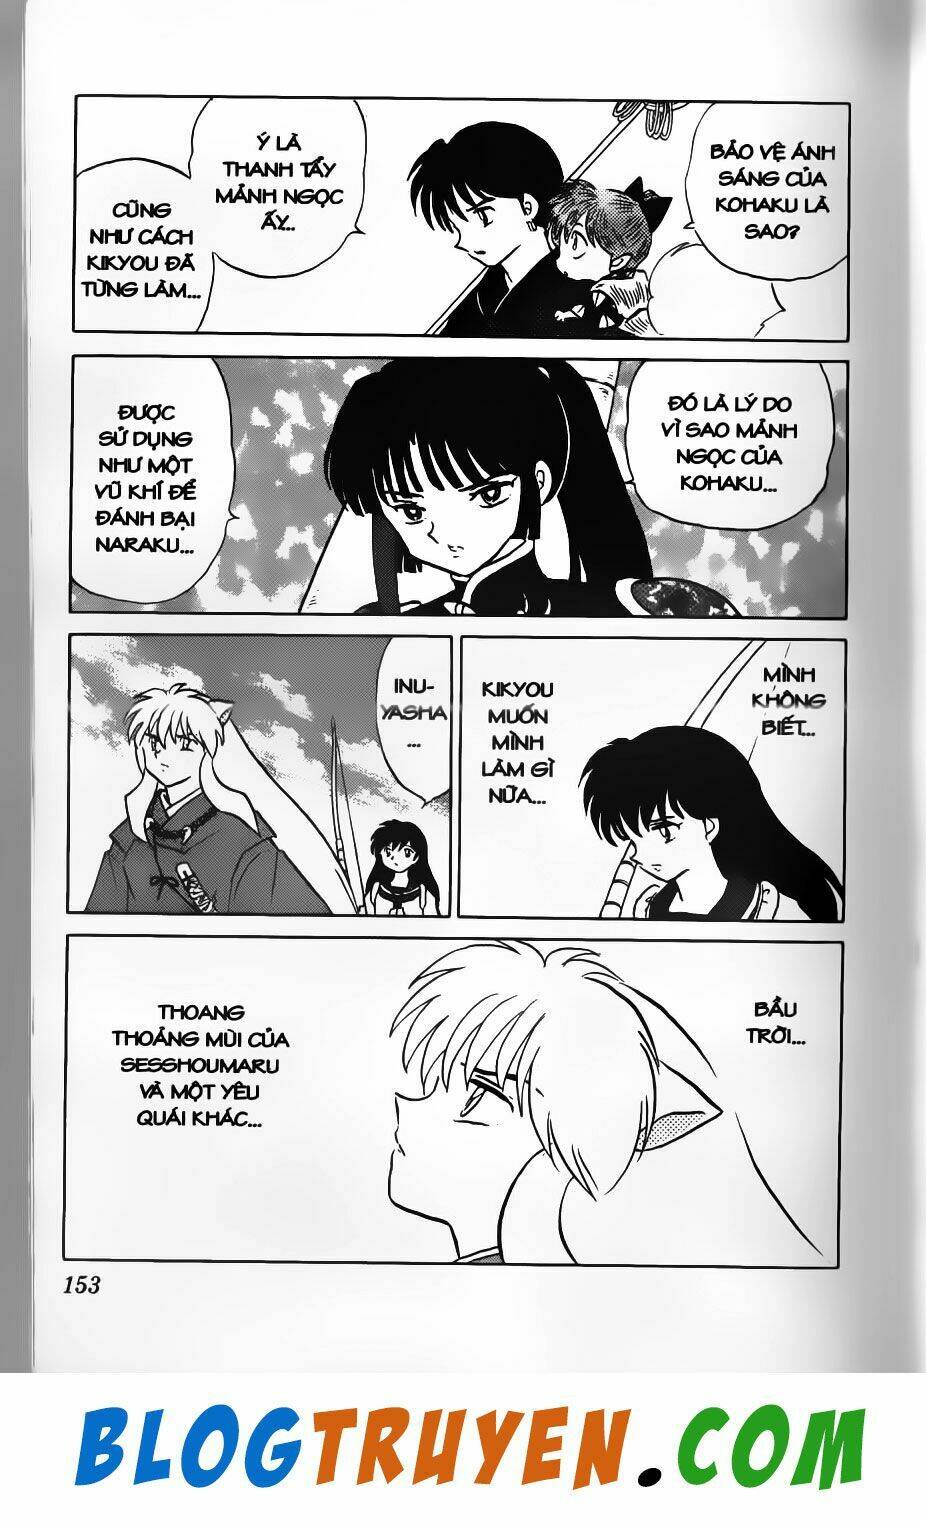 BẢO VỆ ÁNH
SÁNG CỦA
KOHAKU LÀ
SAO?
Ý LÀ
THANH TẨY
MẢNH NGỌC
ẤY...
CŨNG
NHƯ CÁCH
KIKYOU ĐÃ
TỪNG LÀM...
ĐÓ LÀ LÝ DO
VÌ SAO MẢNH
NGỌC CỦA
KOHAKU...
ĐƯỢC
SỬ DỤNG
NHƯ MỘT
VŨ KHÍ ĐỂ
ĐÁNH BẠI
NARAKU...
MÌNH
KHÔNG
BIẾT...
KIKYOU
MUỐN
MÌNH
LÀM GÌ
NỮA...
INU-
YASHA
...
BẦU
TRỜI...
THOANG
THOẢNG MÙI CỦA
SESSHOUMARU
VÀ MỘT YÊU
QUÁI KHÁC...
153
BLOGTRUYEN.COM